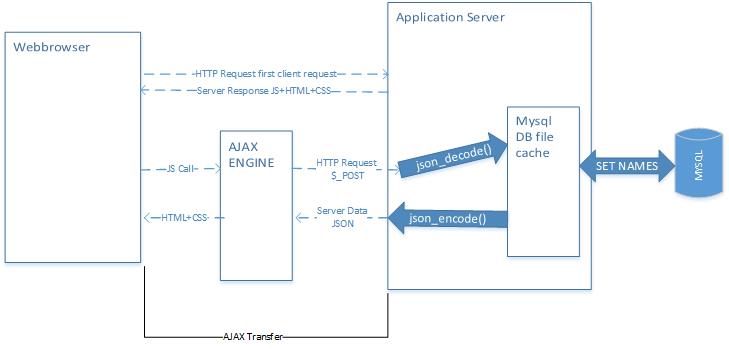 Application Server
Webbrowser
HTTP Request first client request
Server Response JS+HTML+CSS
AJAX
ENGINE
Mysql
DB file
cache
JS Call
HTTP Request
$_POST
json_decode()
SET NAMES
MYSQL
HTML+CSS
Server Data
JSON
json_encode()
AJAX Transfer